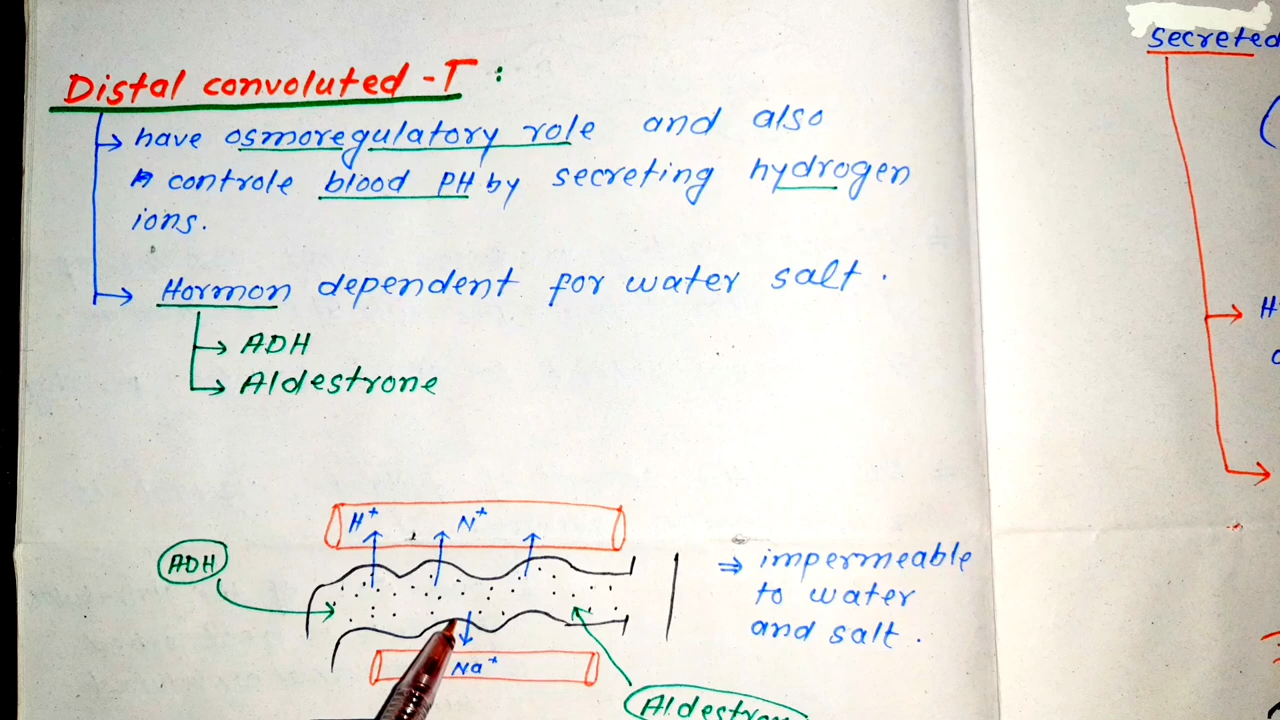 Distal convoluted -T :
→ have osmoregulatory role and also
controle blood PH by secreting hydrogen
ions.
→ Hormon dependent for water salt.
→ ADH
→ Aldestrone
H+ N+
ADH
Na+
Aldestron
⇒ impermeable
to water
and salt.
secreted